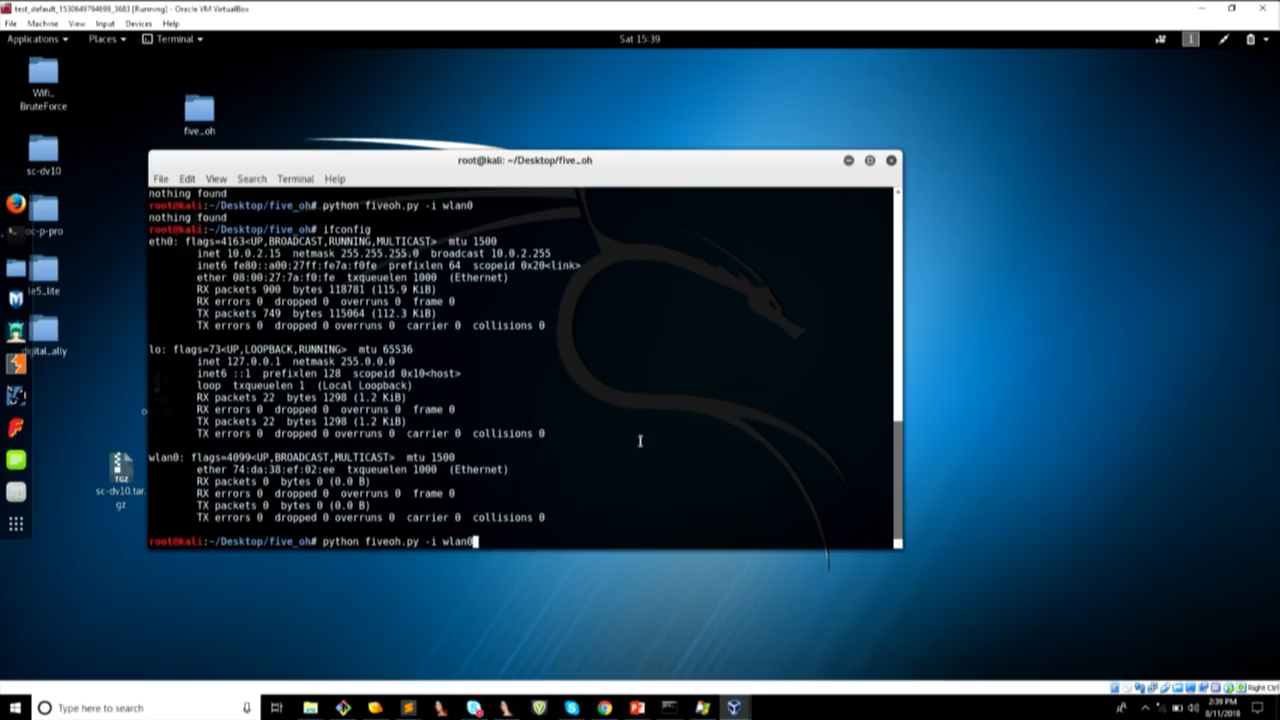 test_default_1530649794699_3683 [Running] - Oracle VM VirtualBox
File Machine View Input Devices Help
Applications Places Terminal Sat 15:39 1
Wifi_
BruteForce
five_oh
sc-dv10
oc-p-pro
le5_lite
digital_ally
sc-dv10.tar.
gz
TGZ
root@kali: ~/Desktop/five_oh
File Edit View Search Terminal Help
nothing found
root@kali:~/Desktop/five_oh# python fiveoh.py -i wlan0
nothing found
root@kali:~/Desktop/five_oh# ifconfig
eth0: flags=4163<UP,BROADCAST,RUNNING,MULTICAST> mtu 1500
inet 10.0.2.15 netmask 255.255.255.0 broadcast 10.0.2.255
inet6 fe80::a00:27ff:fe7a:f0fe prefixlen 64 scopeid 0x20<link>
ether 08:00:27:7a:f0:fe txqueuelen 1000 (Ethernet)
RX packets 900 bytes 118781 (115.9 KiB)
RX errors 0 dropped 0 overruns 0 frame 0
TX packets 749 bytes 115064 (112.3 KiB)
TX errors 0 dropped 0 overruns 0 carrier 0 collisions 0
lo: flags=73<UP,LOOPBACK,RUNNING> mtu 65536
inet 127.0.0.1 netmask 255.0.0.0
inet6 ::1 prefixlen 128 scopeid 0x10<host>
loop txqueuelen 1 (Local Loopback)
RX packets 22 bytes 1298 (1.2 KiB)
RX errors 0 dropped 0 overruns 0 frame 0
TX packets 22 bytes 1298 (1.2 KiB)
TX errors 0 dropped 0 overruns 0 carrier 0 collisions 0
wlan0: flags=4099<UP,BROADCAST,MULTICAST> mtu 1500
ether 74:da:38:ef:02:ee txqueuelen 1000 (Ethernet)
RX packets 0 bytes 0 (0.0 B)
RX errors 0 dropped 0 overruns 0 frame 0
TX packets 0 bytes 0 (0.0 B)
TX errors 0 dropped 0 overruns 0 carrier 0 collisions 0
root@kali:~/Desktop/five_oh# python fiveoh.py -i wlan0
Right Ctrl
Type here to search
2:39 PM
8/11/2018